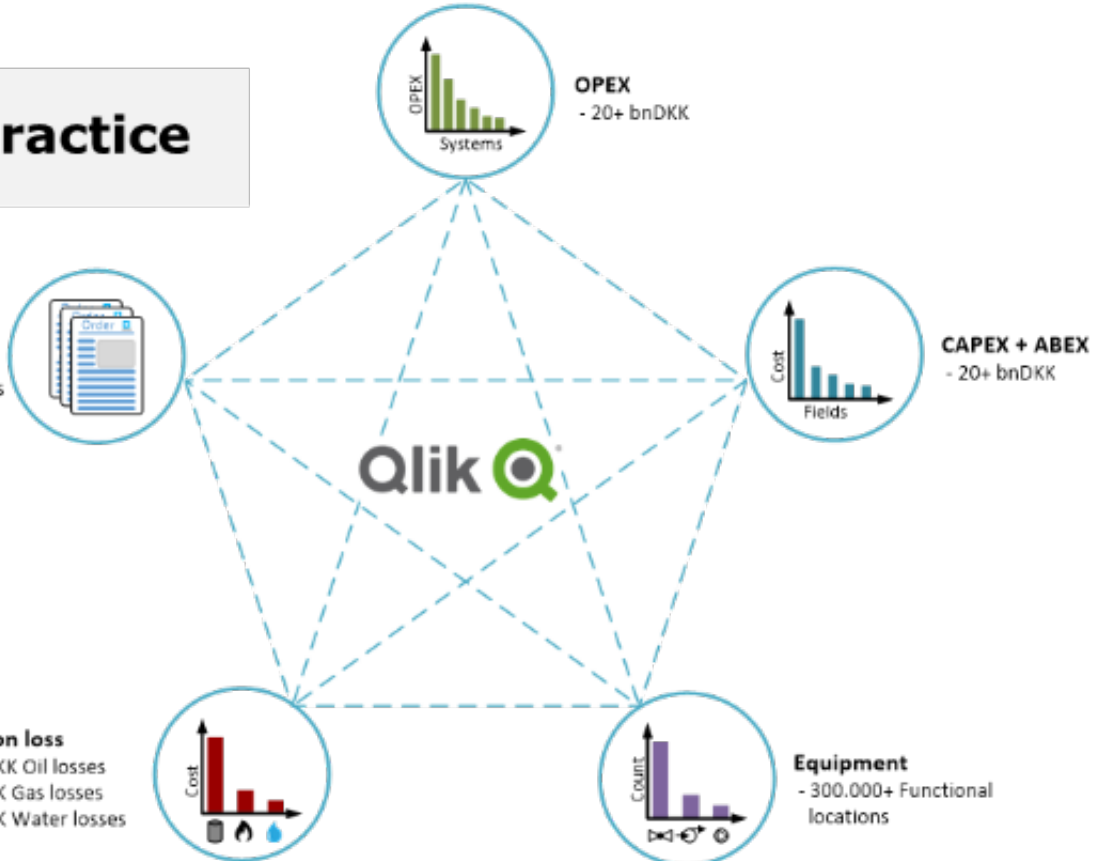 ractice
OPEX
Systems
OPEX
- 20+ bnDKK
Order
s
Cost
Fields
CAPEX + ABEX
- 20+ bnDKK
Qlik
on loss
KK Oil losses
K Gas losses
K Water losses
Cost
Count
Equipment
- 300.000+ Functional
locations